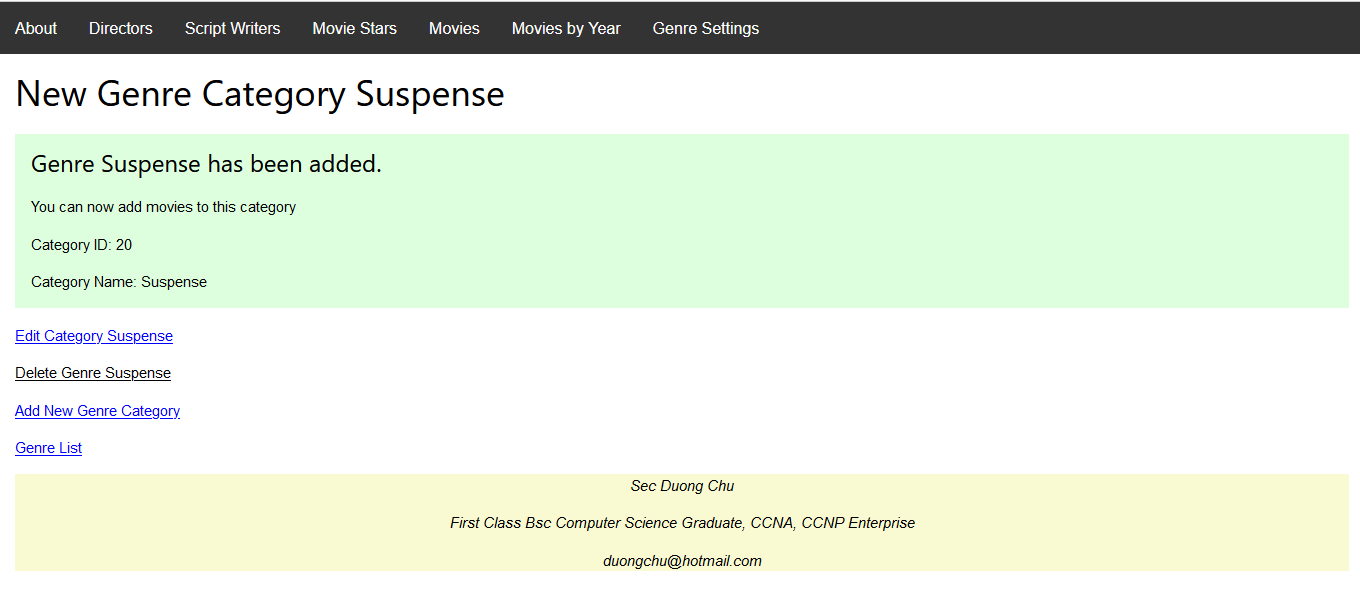 About Directors Script Writers Movie Stars Movies Movies by Year Genre Settings
New Genre Category Suspense
Genre Suspense has been added.
You can now add movies to this category
Category ID: 20
Category Name: Suspense
Edit Category Suspense
Delete Genre Suspense
Add New Genre Category
Genre List
Sec Duong Chu
First Class Bsc Computer Science Graduate, CCNA, CCNP Enterprise
duongchu@hotmail.com